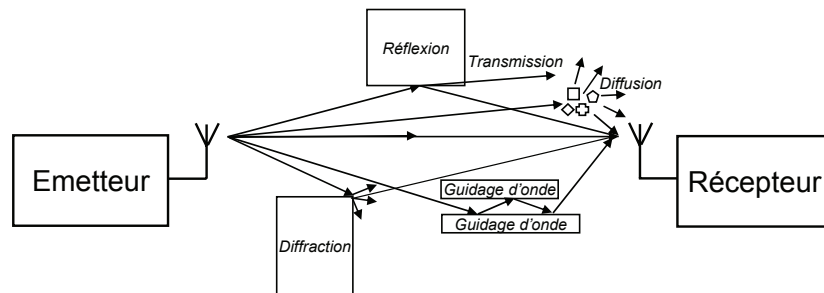 Réflexion
Transmission
Diffusion
Emetteur
Récepteur
Guidage d'onde
Guidage d'onde
Diffraction